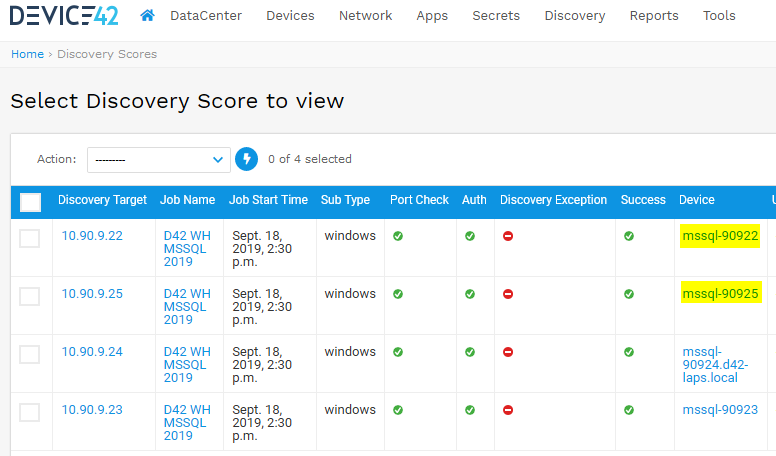 DEVICE42 DataCenter Devices Network Apps Secrets Discovery Reports Tools
Home › Discovery Scores
Select Discovery Score to view
Action: --------- 0 of 4 selected
Discovery Target Job Name Job Start Time Sub Type Port Check Auth Discovery Exception Success Device U
10.90.9.22 D42 WH Sept. 18, windows mssql-90922
MSSQL 2019, 2:30
2019 p.m.
10.90.9.25 D42 WH Sept. 18, windows mssql-90925
MSSQL 2019, 2:30
2019 p.m.
10.90.9.24 D42 WH Sept. 18, windows mssql-
MSSQL 2019, 2:30 90924.d42-
2019 p.m. laps.local
10.90.9.23 D42 WH Sept. 18, windows mssql-90923
MSSQL 2019, 2:30
2019 p.m.